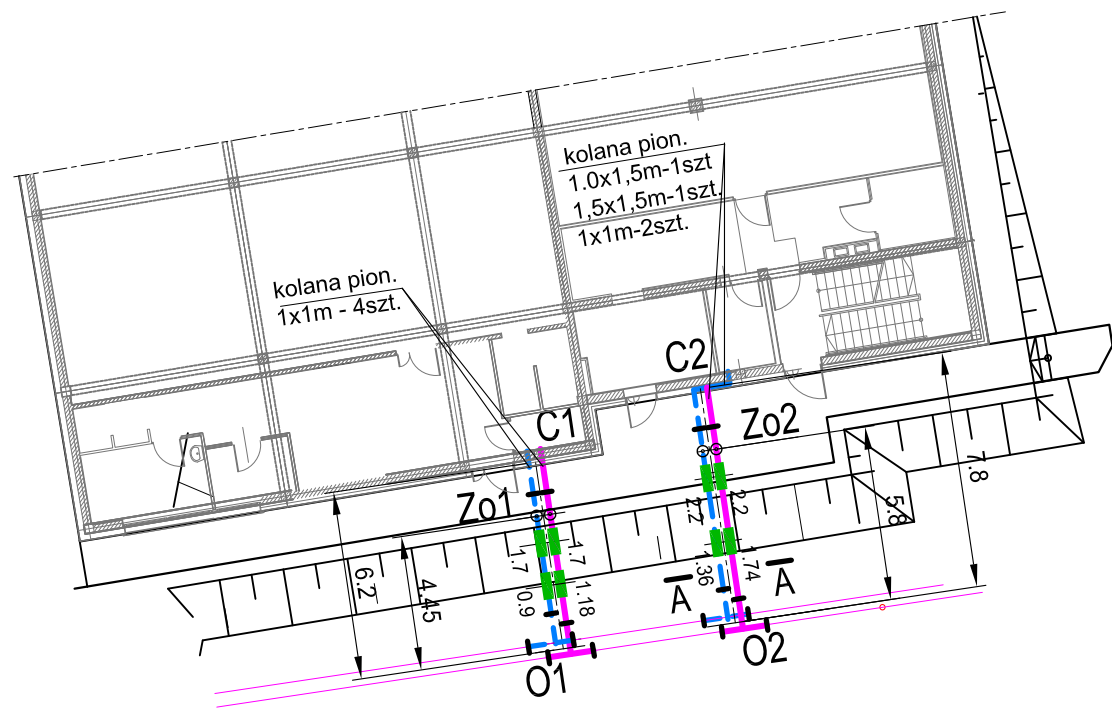 kolana pion.
1.0x1,5m-1szt
1,5x1,5m-1szt.
1x1m-2szt.
kolana pion.
1x1m - 4szt.
C2
C1
Zo2
Zo1
7.8
5.8
2.2
2.2
1.7
1.7
1.36
1.74
A
A
6.2
4.45
0.9
1.18
O1
O2